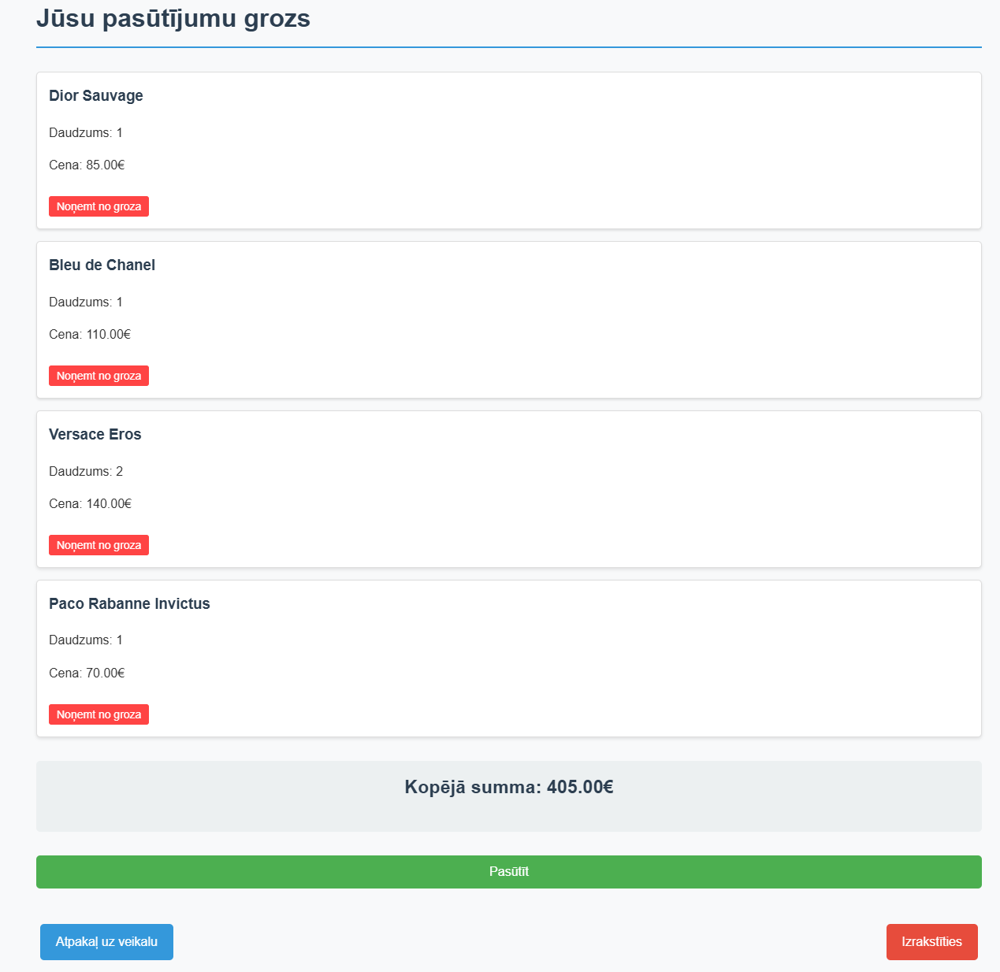 Jūsu pasūtījumu grozs
Dior Sauvage
Daudzums: 1
Cena: 85.00€
Noņemt no groza
Bleu de Chanel
Daudzums: 1
Cena: 110.00€
Noņemt no groza
Versace Eros
Daudzums: 2
Cena: 140.00€
Noņemt no groza
Paco Rabanne Invictus
Daudzums: 1
Cena: 70.00€
Noņemt no groza
Kopējā summa: 405.00€
Pasūtīt
Atpakaļ uz veikalu
Izrakstīties